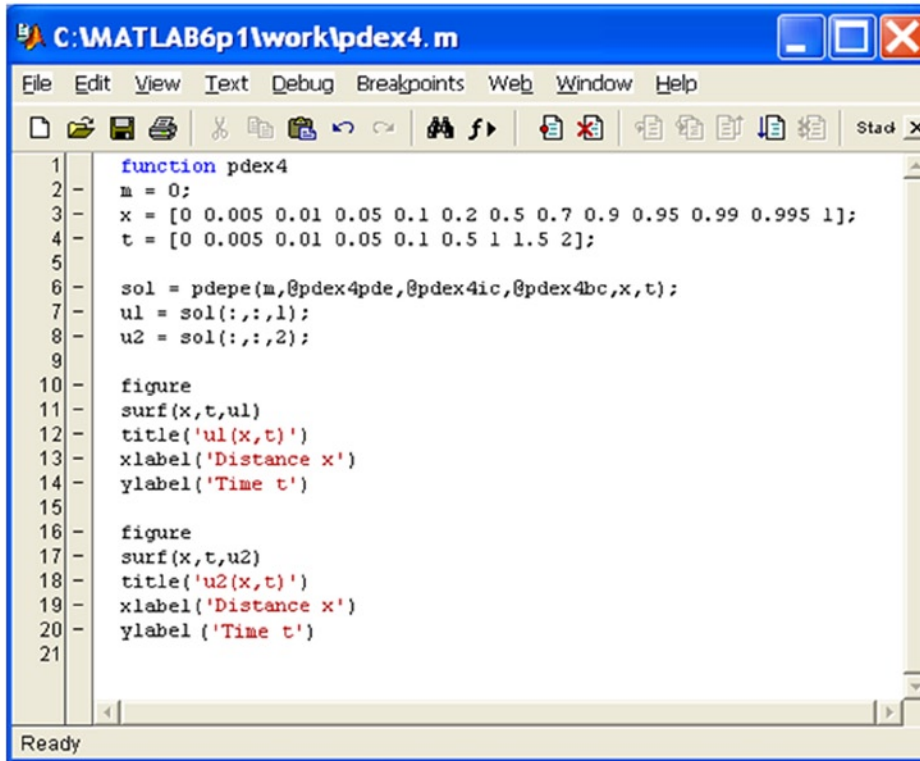 C:\MATLAB6p1\work\pdex4.m
File Edit View Text Debug Breakpoints Web Window Help
Stack
1 function pdex4
2 - m = 0;
3 - x = [0 0.005 0.01 0.05 0.1 0.2 0.5 0.7 0.9 0.95 0.99 0.995 1];
4 - t = [0 0.005 0.01 0.05 0.1 0.5 1 1.5 2];
5
6 - sol = pdepe(m,@pdex4pde,@pdex4ic,@pdex4bc,x,t);
7 - u1 = sol(:,:,1);
8 - u2 = sol(:,:,2);
9
10 - figure
11 - surf(x,t,u1)
12 - title('u1(x,t)')
13 - xlabel('Distance x')
14 - ylabel('Time t')
15
16 - figure
17 - surf(x,t,u2)
18 - title('u2(x,t)')
19 - xlabel('Distance x')
20 - ylabel ('Time t')
21
Ready